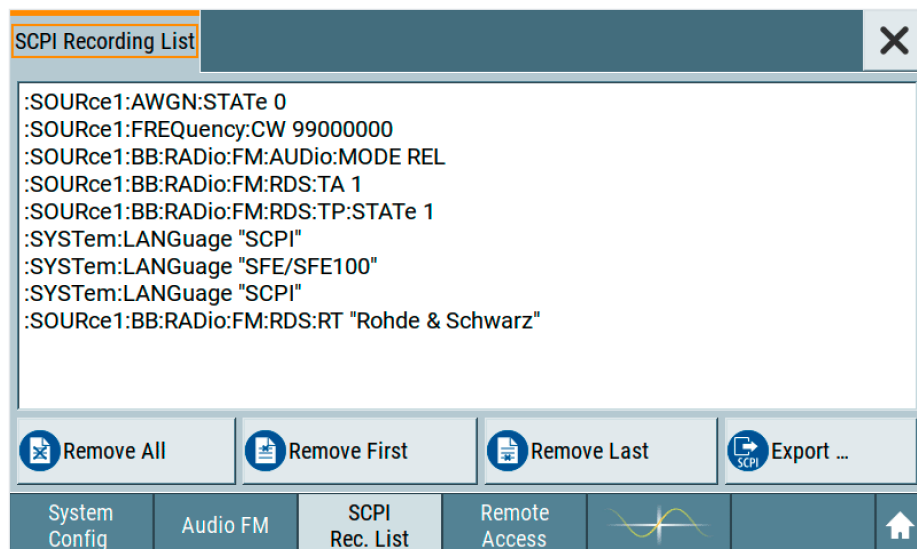 SCPI Recording List
:SOURce1:AWGN:STATe 0
:SOURce1:FREQuency:CW 99000000
:SOURce1:BB:RADio:FM:AUDio:MODE REL
:SOURce1:BB:RADio:FM:RDS:TA 1
:SOURce1:BB:RADio:FM:RDS:TP:STATe 1
:SYSTem:LANGuage "SCPI"
:SYSTem:LANGuage "SFE/SFE100"
:SYSTem:LANGuage "SCPI"
:SOURce1:BB:RADio:FM:RDS:RT "Rohde & Schwarz"
Remove All
Remove First
Remove Last
SCPI
Export ...
System
Config
Audio FM
SCPI
Rec. List
Remote
Access